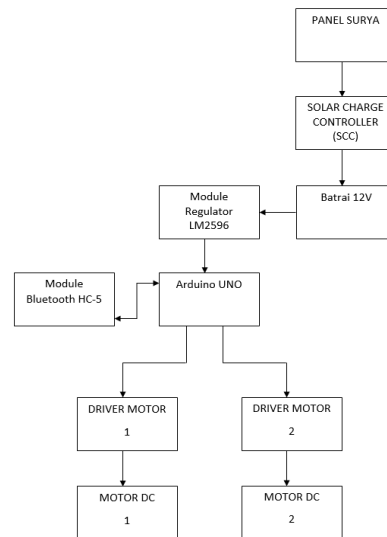 PANEL SURYA
SOLAR CHARGE
CONTROLLER
(SCC)
Module
Regulator
LM2596
Batrai 12V
Module
Bluetooth HC-5
Arduino UNO
DRIVER MOTOR
1
DRIVER MOTOR
2
MOTOR DC
1
MOTOR DC
2